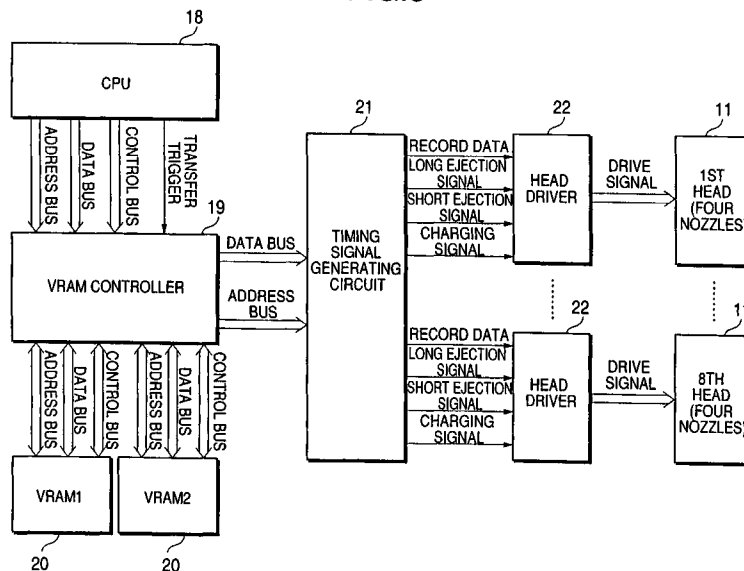 18
CPU
ADDRESS BUS
DATA BUS
CONTROL BUS
TRANSFER
TRIGGER
19
VRAM CONTROLLER
DATA BUS
ADDRESS
BUS
ADDRESS BUS
DATA BUS
CONTROL BUS
ADDRESS BUS
DATA BUS
CONTROL BUS
VRAM1
VRAM2
20
20
21
TIMING
SIGNAL
GENERATING
CIRCUIT
RECORD DATA
LONG EJECTION
SIGNAL
SHORT EJECTION
SIGNAL
CHARGING
SIGNAL
22
HEAD
DRIVER
DRIVE
SIGNAL
11
1ST
HEAD
(FOUR
NOZZLES)
RECORD DATA
LONG EJECTION
SIGNAL
SHORT EJECTION
SIGNAL
CHARGING
SIGNAL
22
HEAD
DRIVER
DRIVE
SIGNAL
8TH
HEAD
(FOUR
NOZZLES)